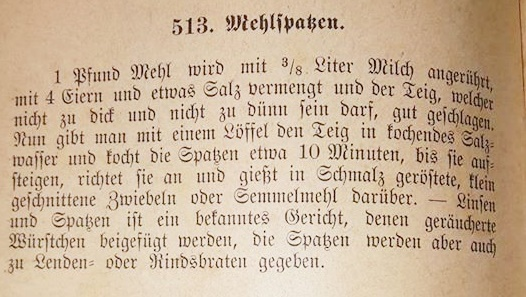 513. Mehlspatzen.
1 Pfund Mehl wird mit 3/8 Liter Milch angerührt,
mit 4 Eiern und etwas Salz vermengt und der Teig, welcher
nicht zu dick und nicht zu dünn sein darf, gut geschlagen.
Nun gibt man mit einem Löffel den Teig in kochendes Salz-
wasser und kocht die Spatzen etwa 10 Minuten, bis sie auf-
steigen, richtet sie an und gießt in Schmalz geröstete, klein
geschnittene Zwiebeln oder Semmelmehl darüber. — Linsen
und Spatzen ist ein bekanntes Gericht, denen geräucherte
Würstchen beigefügt werden, die Spatzen werden aber auch
zu Lenden- oder Rindsbraten gegeben.